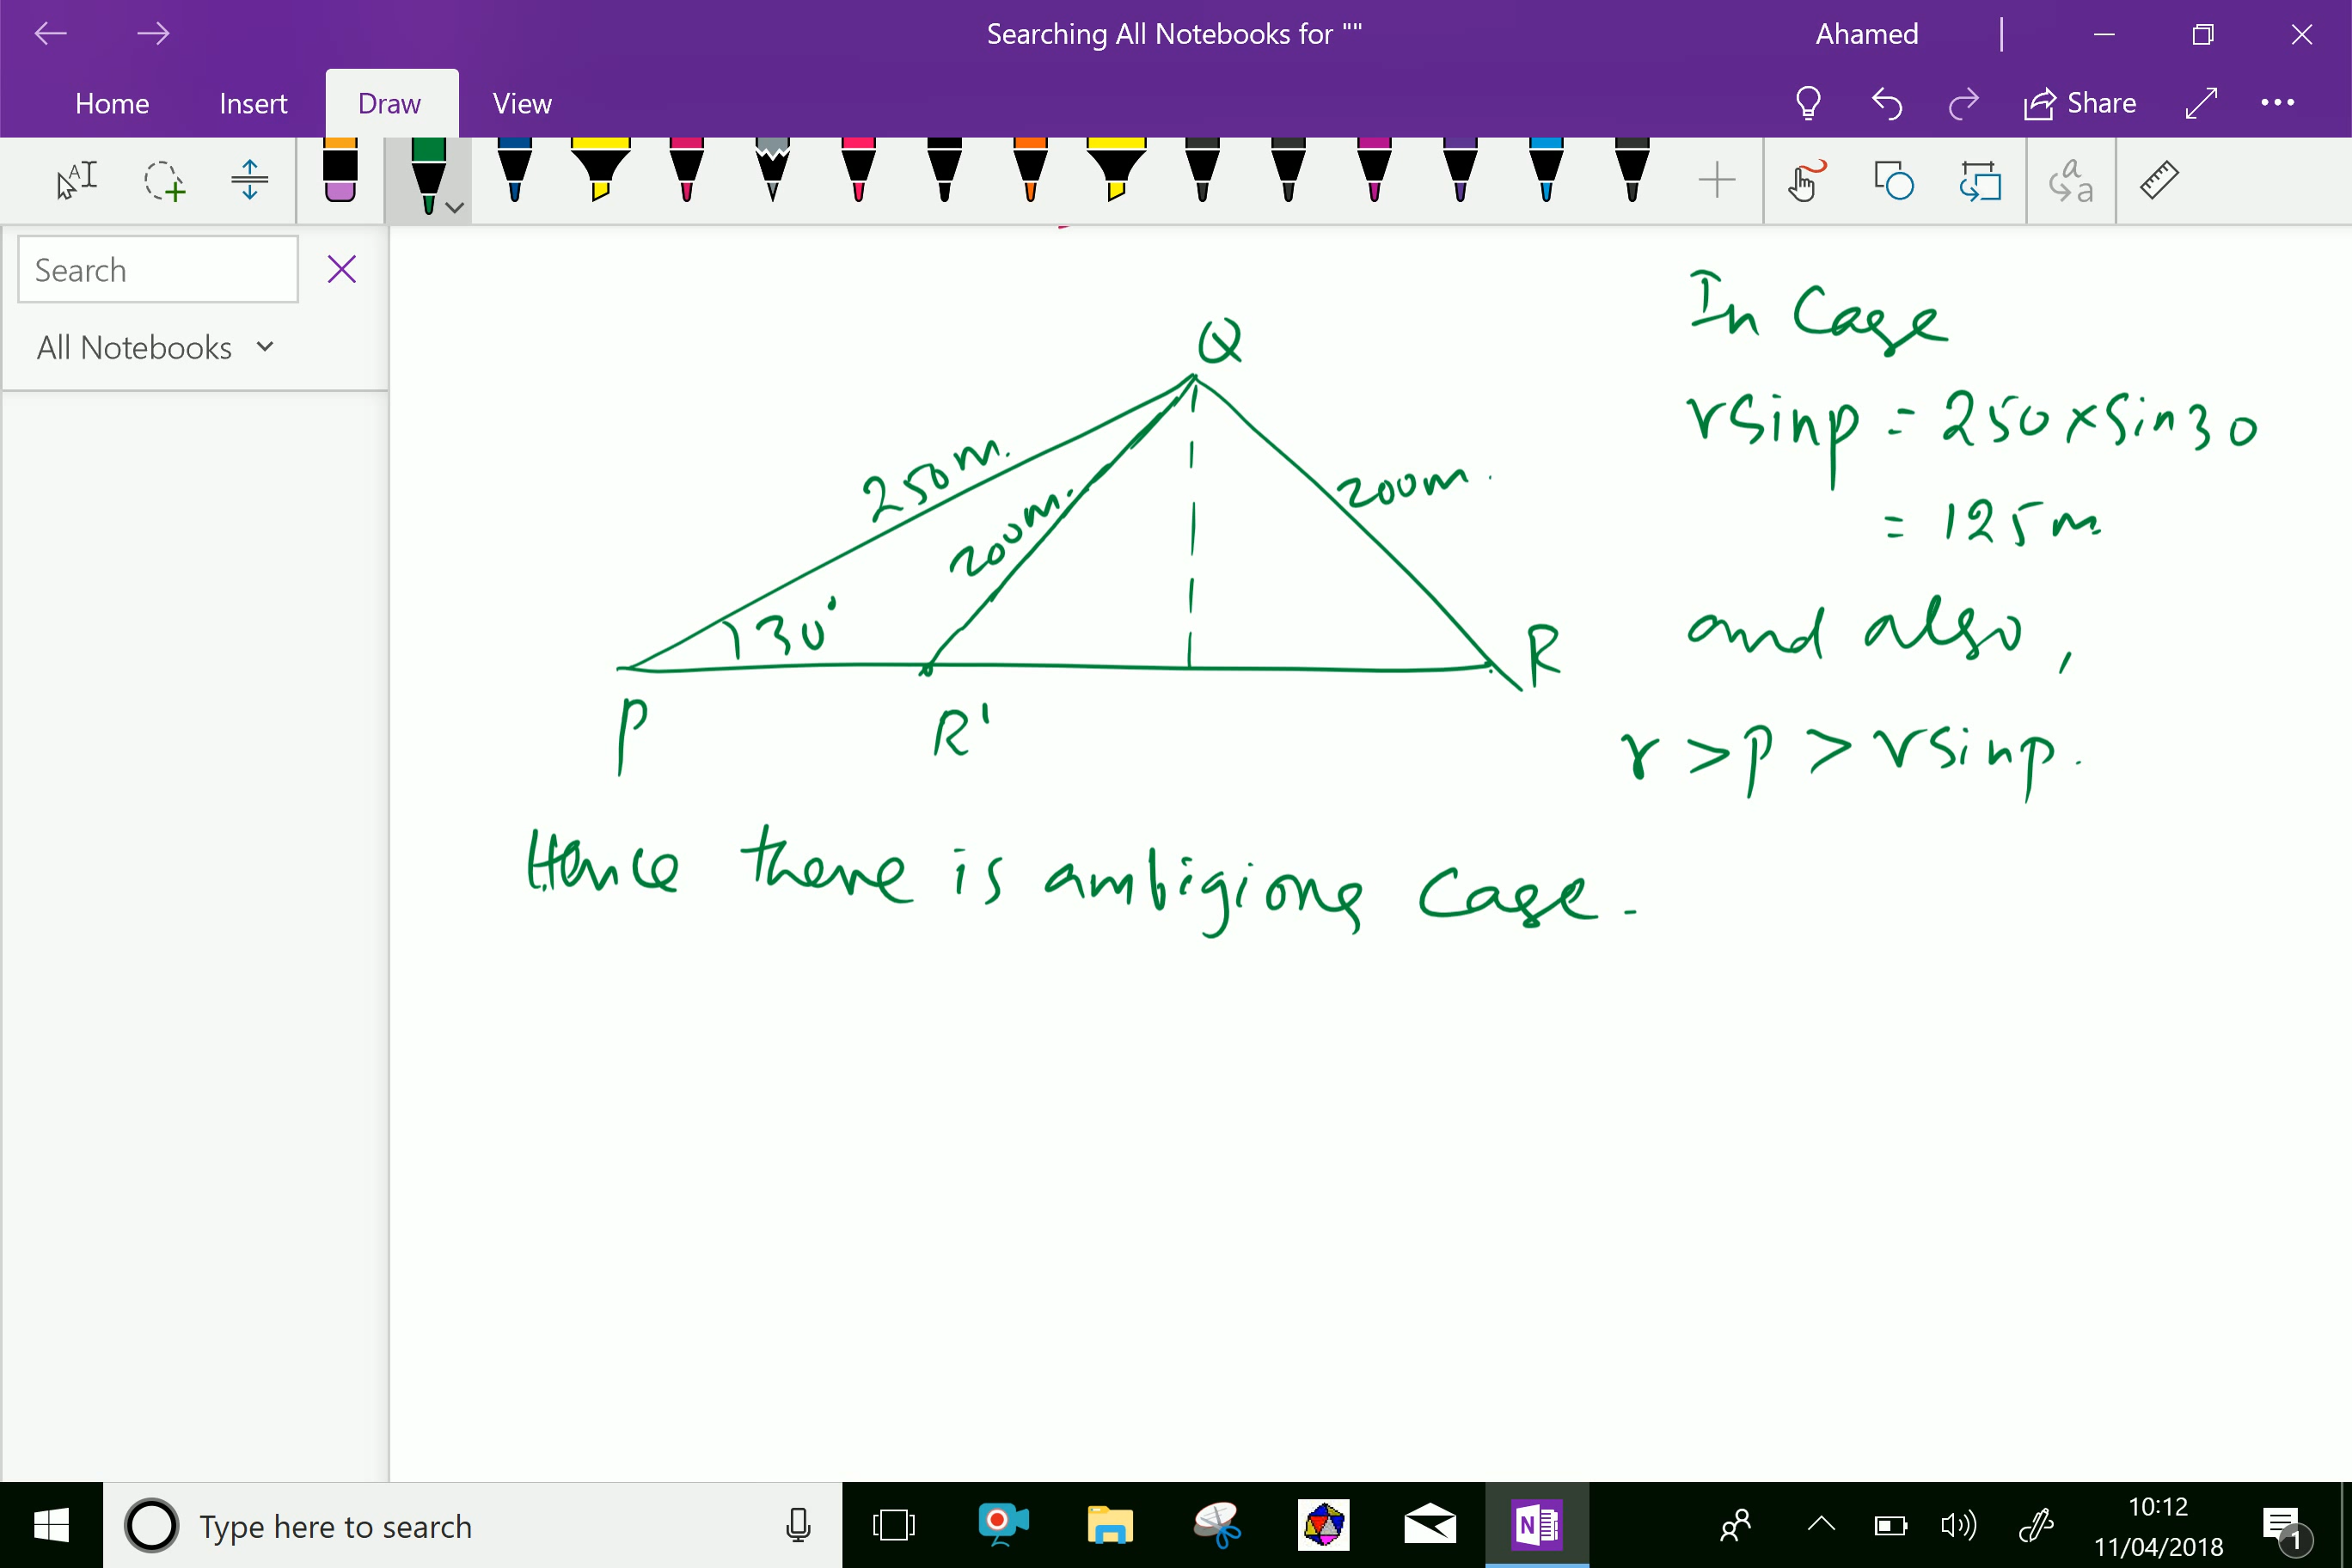 Searching All Notebooks for ""
Ahamed
Home Insert Draw View
Share
Search
All Notebooks
In Case
Q
rsinp = 250×sin30
250m.
200m.
200m.
= 125m
30°
and also,
R
P
R'
r > p > rsinp.
Hence there is ambigions Case.
Type here to search
10:12
11/04/2018
1